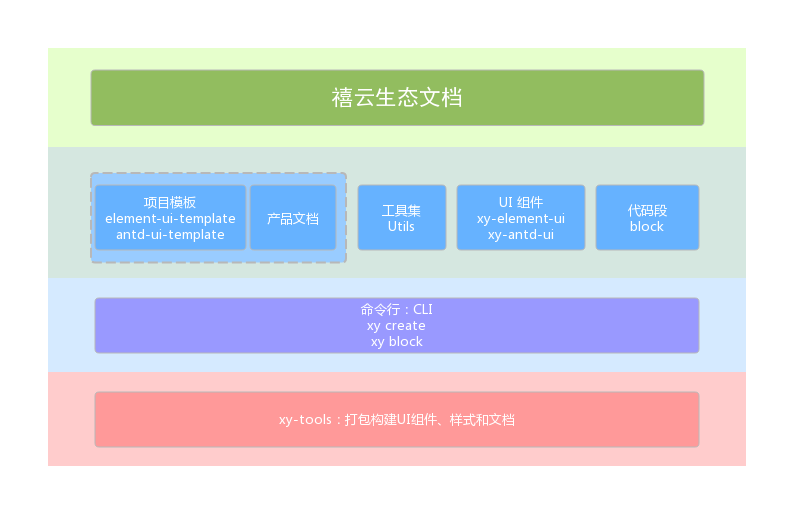 禧云生态文档
项目模板
element-ui-template
antd-ui-template
产品文档
工具集
Utils
UI 组件
xy-element-ui
xy-antd-ui
代码段
block
命令行：CLI
xy create
xy block
xy-tools：打包构建UI组件、样式和文档